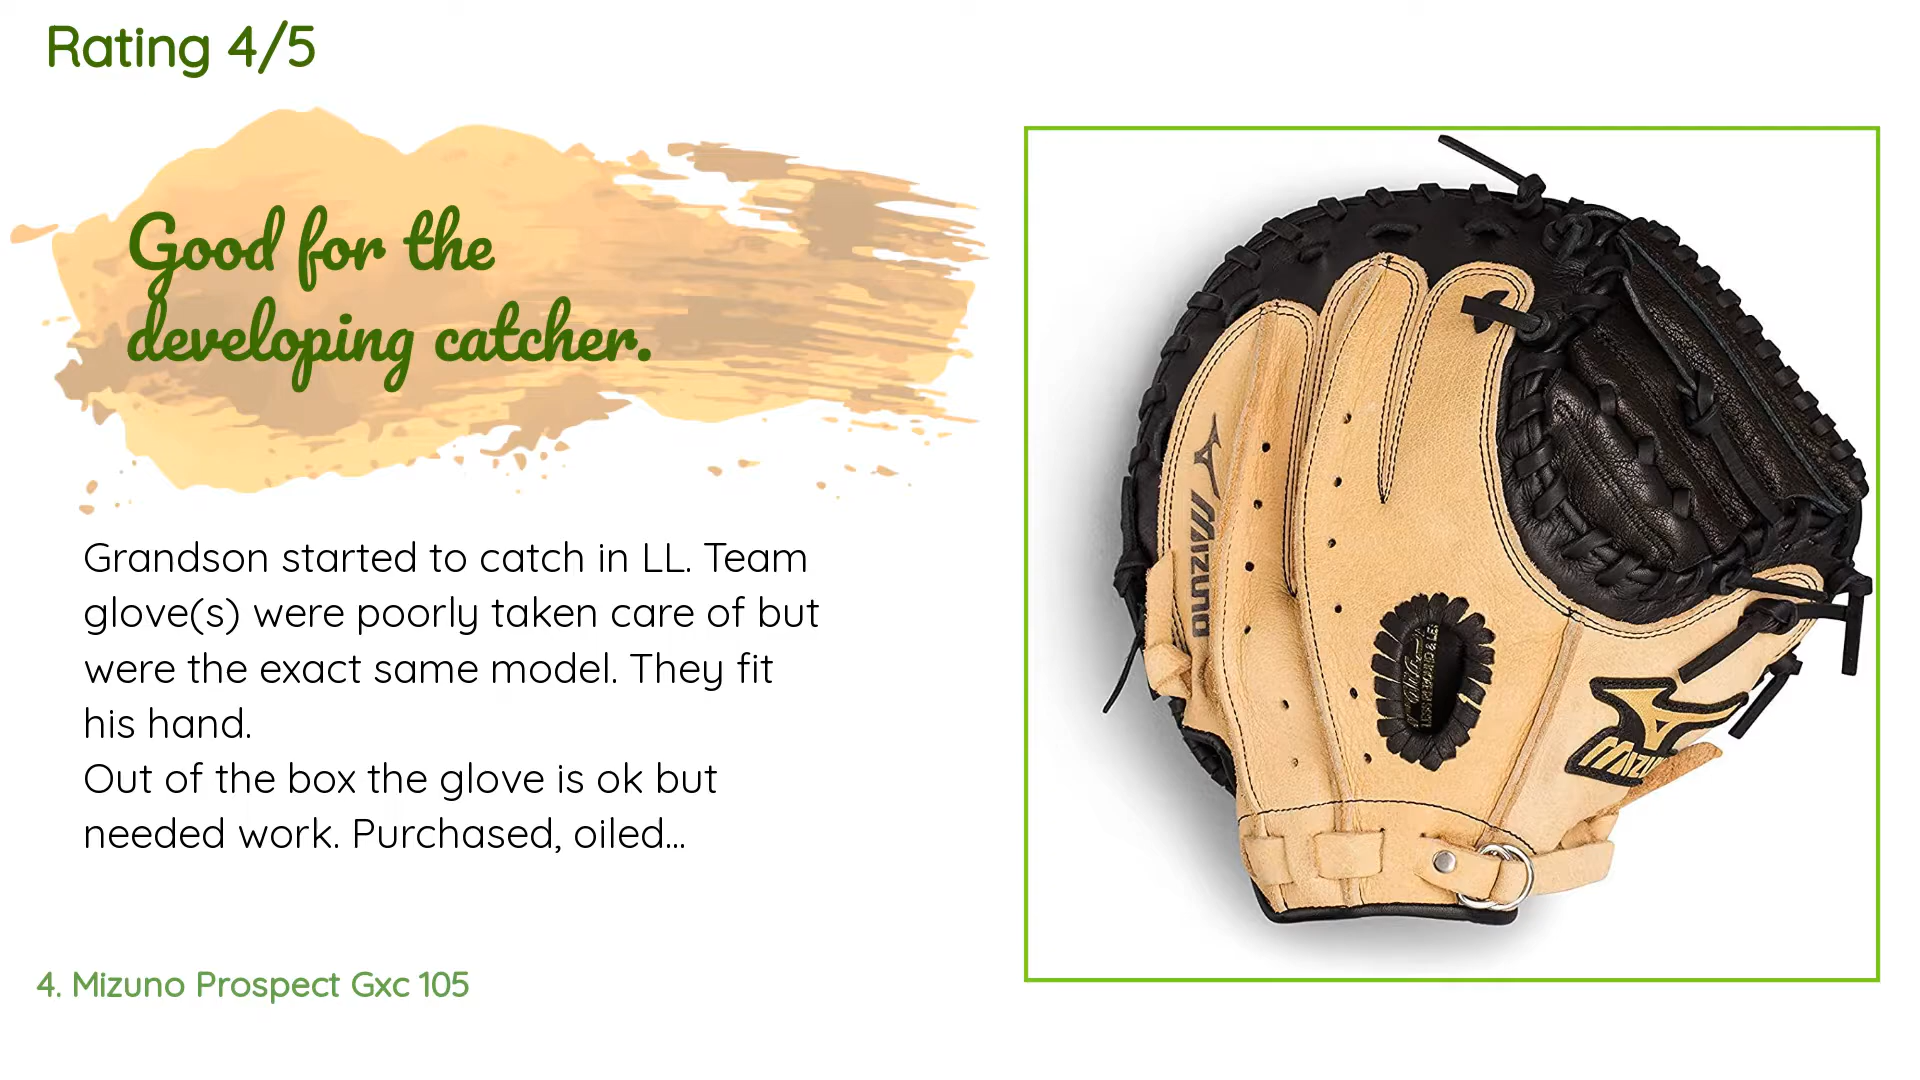 Rating 4/5
Good for the
developing catcher.
Grandson started to catch in LL. Team
glove(s) were poorly taken care of but
were the exact same model. They fit
his hand.
Out of the box the glove is ok but
needed work. Purchased, oiled...
4. Mizuno Prospect Gxc 105
MIZUNO